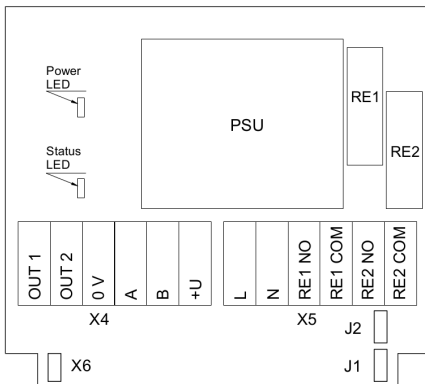 Power
LED
PSU
RE1
RE2
Status
LED
OUT 1
OUT 2
0 V
A
B
+U
L
N
RE1 NO
RE1 COM
RE2 NO
RE2 COM
X4
X5
J2
X6
J1